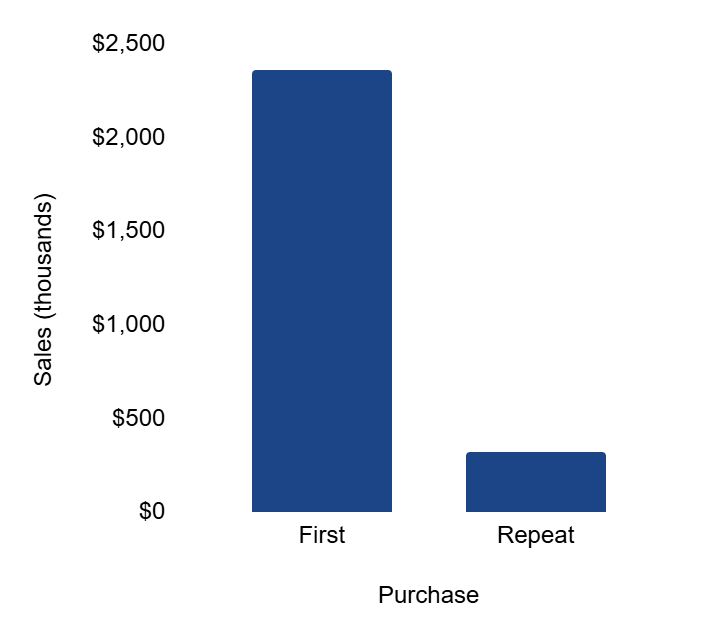 $2,500
$2,000
$1,500
$1,000
$500
$0
Sales (thousands)
First Repeat
Purchase